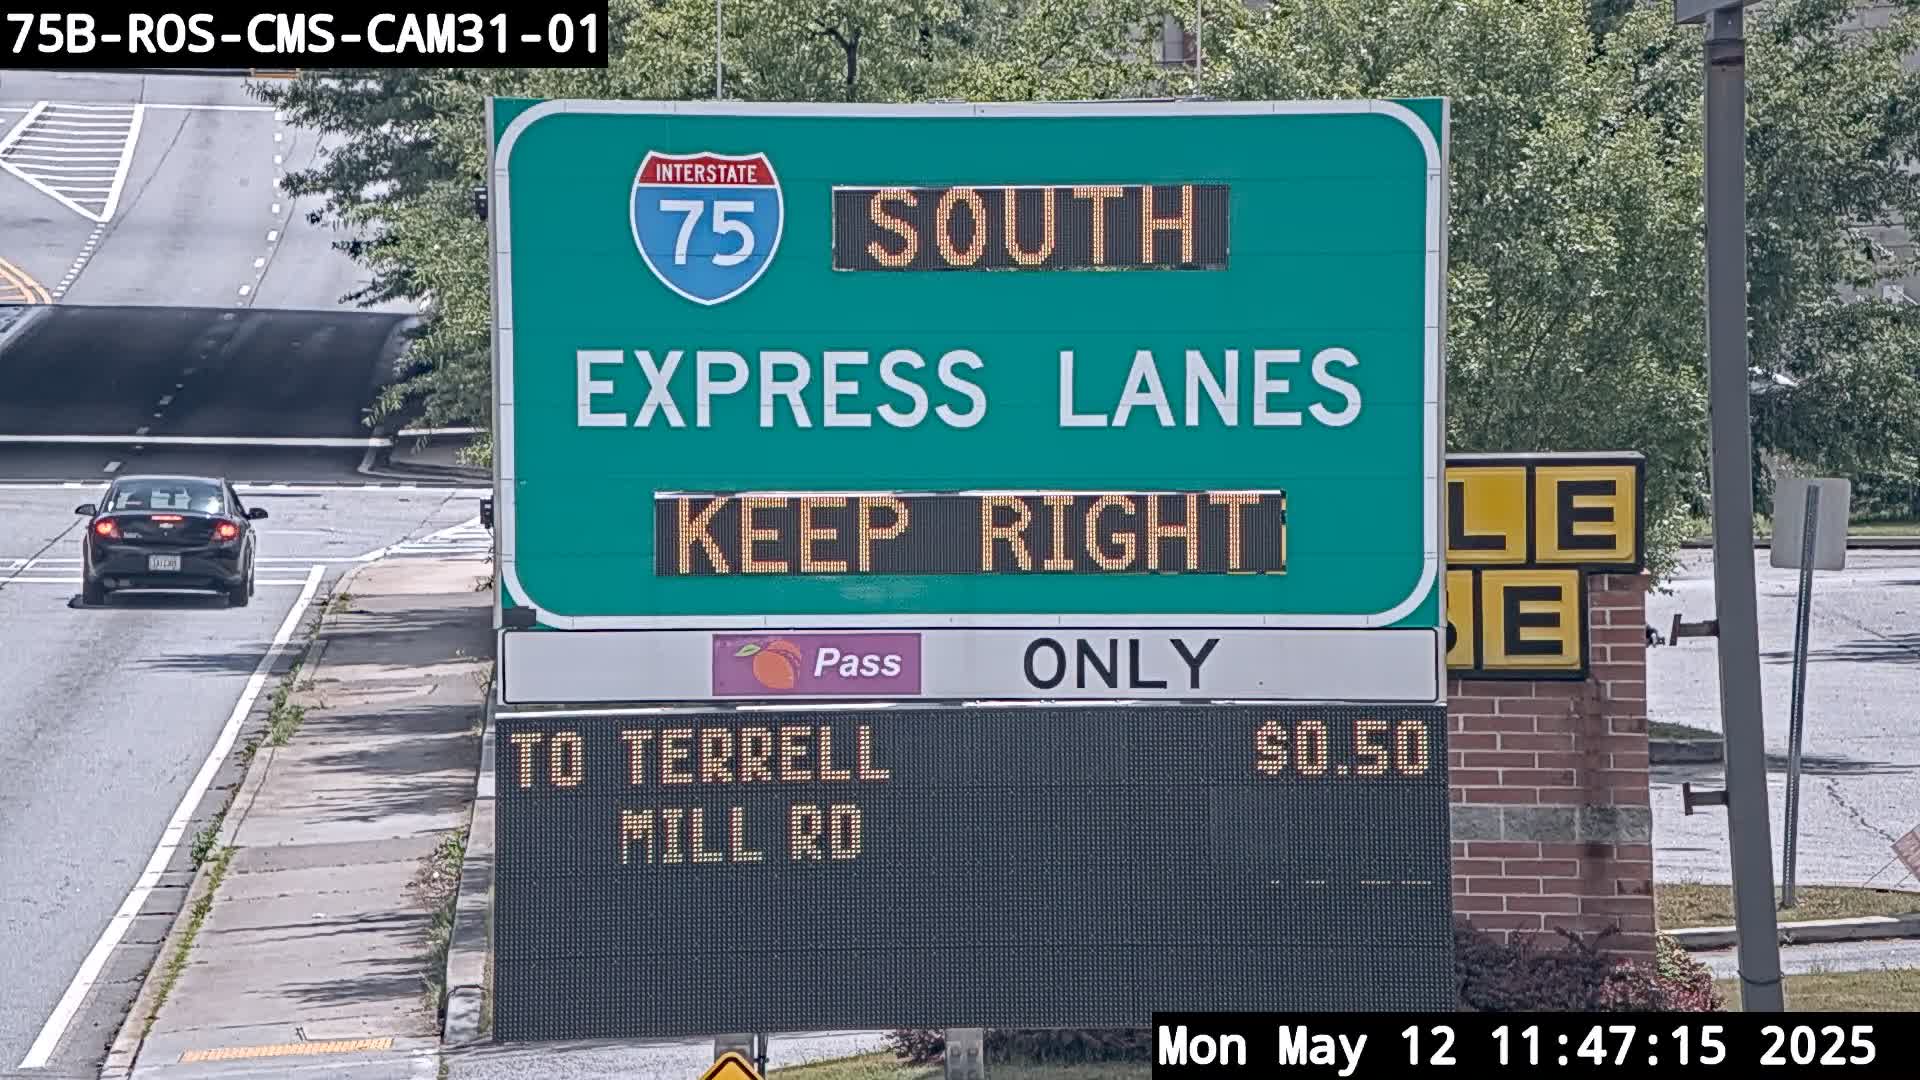 75B-ROS-CMS-CAM31-01
INTERSTATE
75
SOUTH
EXPRESS LANES
KEEP RIGHT
LE
E
Pass ONLY
TO TERRELL $0.50
MILL RD
Mon May 12 11:47:15 2025